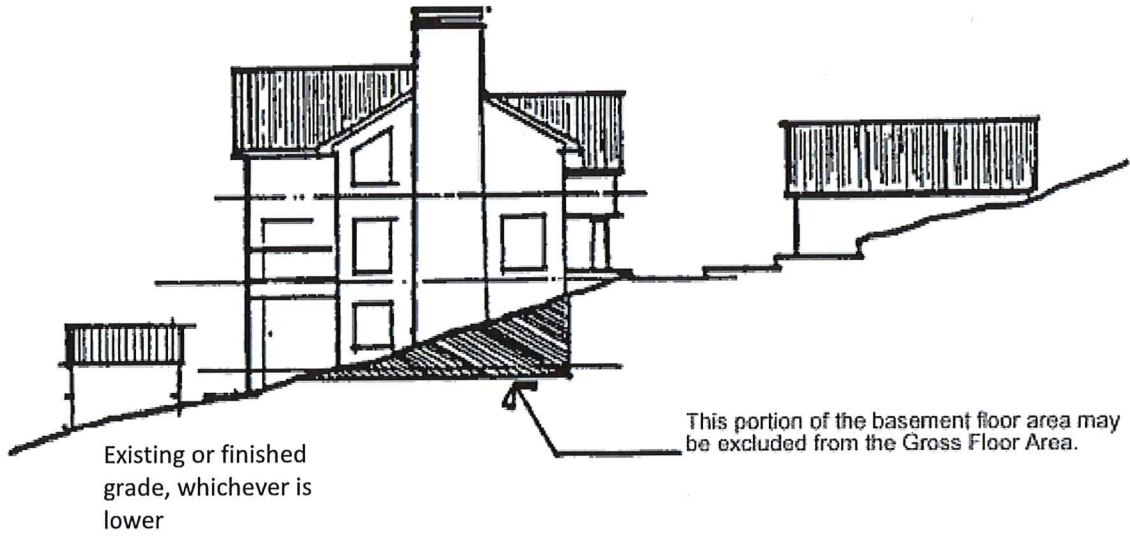 This portion of the basement floor area may
be excluded from the Gross Floor Area.
Existing or finished
grade, whichever is
lower